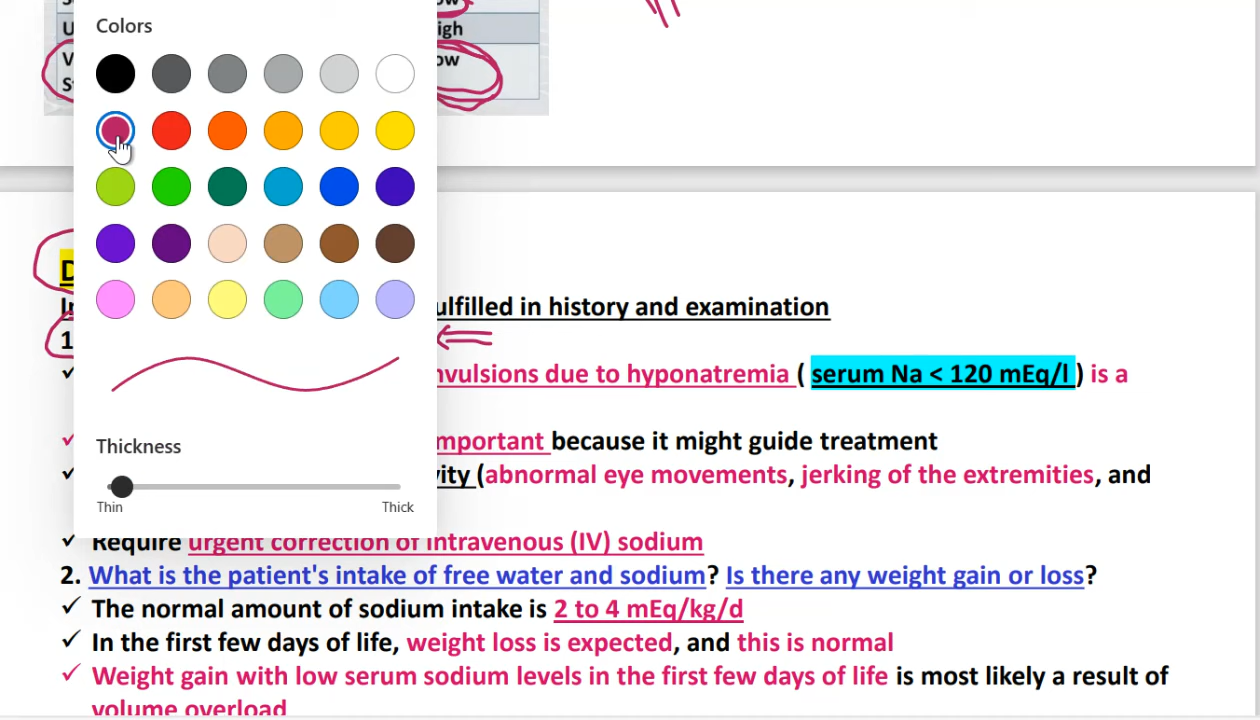 Colors
U
igh
V
ow
St
D
In
ulfilled in history and examination
1
nvulsions due to hyponatremia ( serum Na < 120 mEq/l ) is a
mportant because it might guide treatment
vity (abnormal eye movements, jerking of the extremities, and
Thickness
Thin
Thick
✓ Require urgent correction of intravenous (IV) sodium
2. What is the patient's intake of free water and sodium? Is there any weight gain or loss?
✓ The normal amount of sodium intake is 2 to 4 mEq/kg/d
✓ In the first few days of life, weight loss is expected, and this is normal
✓ Weight gain with low serum sodium levels in the first few days of life is most likely a result of
volume overload